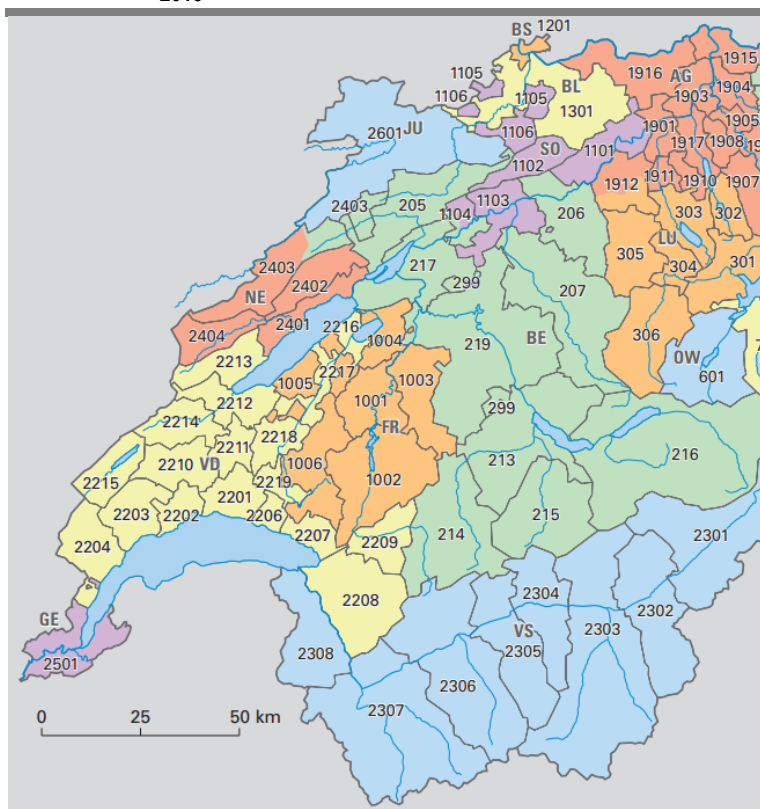 BS 1201
1916 AG 1915
1105 BL 1903 1904
1106 1105 1301
2601 JU 1106 SO 1101 1901 1905
1102 1917 1908
1912 1911 1910 1907
2403 205 1104 1103 206 303 302
305 LU
217 304 301
2403 299
2402 207
NE
2404 2401 2216 1004 219 BE 306 OW
2213 2217 601
1005 1003
2212 1001 299
2214 2218 FR
2211
2210 VD 1006 213 216
2215 2219 1002
2201
2203 2202 2206 215
2204 2207 2209 214 2301
2208 2304 2302
GE VS 2303
2501 2308 2305
2306
0 25 50 km 2307